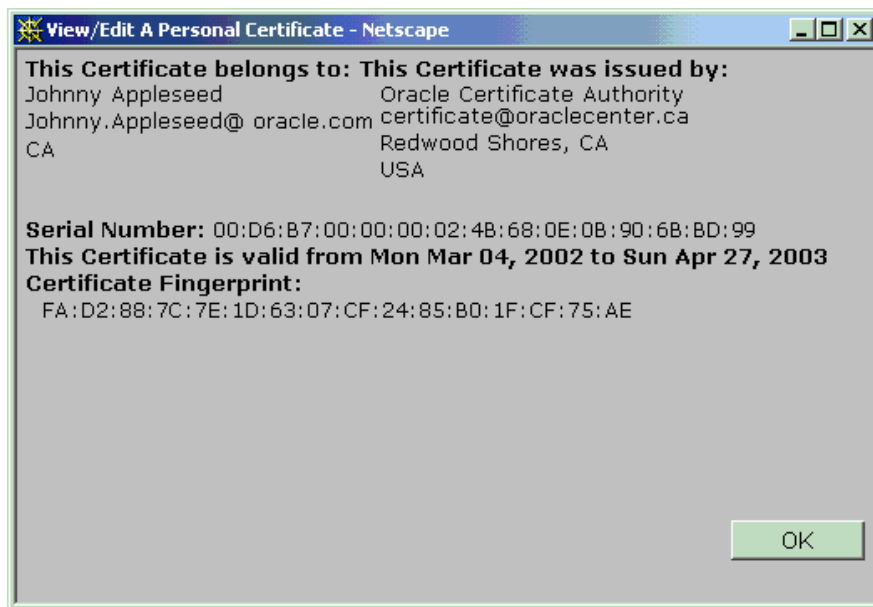 View/Edit A Personal Certificate - Netscape
This Certificate belongs to: This Certificate was issued by:
Johnny Appleseed Oracle Certificate Authority
Johnny.Appleseed@ oracle.com certificate@oraclecenter.ca
CA Redwood Shores, CA
USA
Serial Number: 00:D6:B7:00:00:00:02:4B:68:0E:0B:90:6B:BD:99
This Certificate is valid from Mon Mar 04, 2002 to Sun Apr 27, 2003
Certificate Fingerprint:
FA:D2:88:7C:7E:1D:63:07:CF:24:85:B0:1F:CF:75:AE
OK